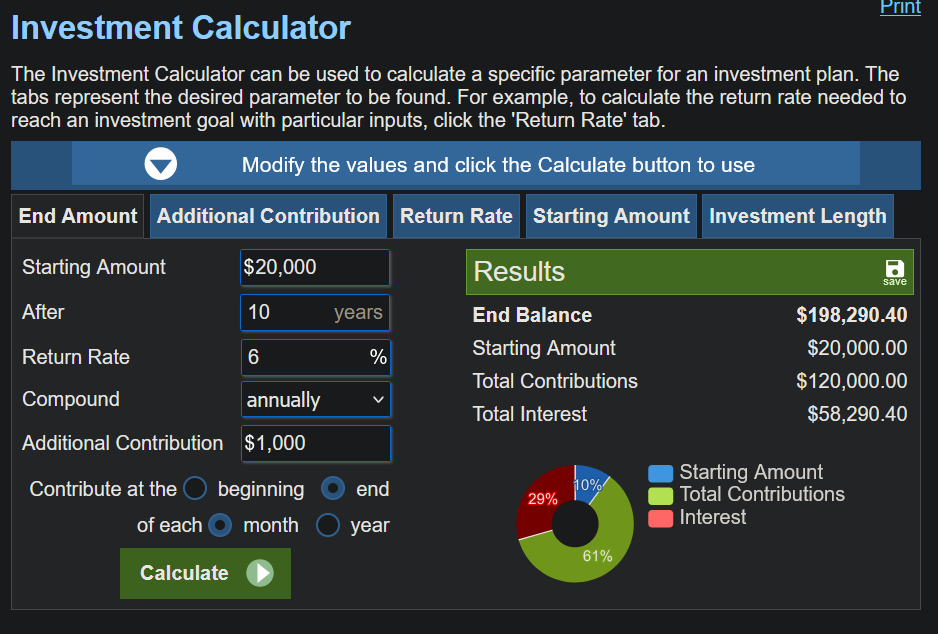 Print
Investment Calculator
The Investment Calculator can be used to calculate a specific parameter for an investment plan. The
tabs represent the desired parameter to be found. For example, to calculate the return rate needed to
reach an investment goal with particular inputs, click the 'Return Rate' tab.
Modify the values and click the Calculate button to use
End Amount Additional Contribution Return Rate Starting Amount Investment Length
Starting Amount $20,000
After 10 years
Return Rate 6 %
Compound annually
Additional Contribution $1,000
Contribute at the beginning end
of each month year
Calculate
Results save
End Balance $198,290.40
Starting Amount $20,000.00
Total Contributions $120,000.00
Total Interest $58,290.40
10%
29%
61%
Starting Amount
Total Contributions
Interest